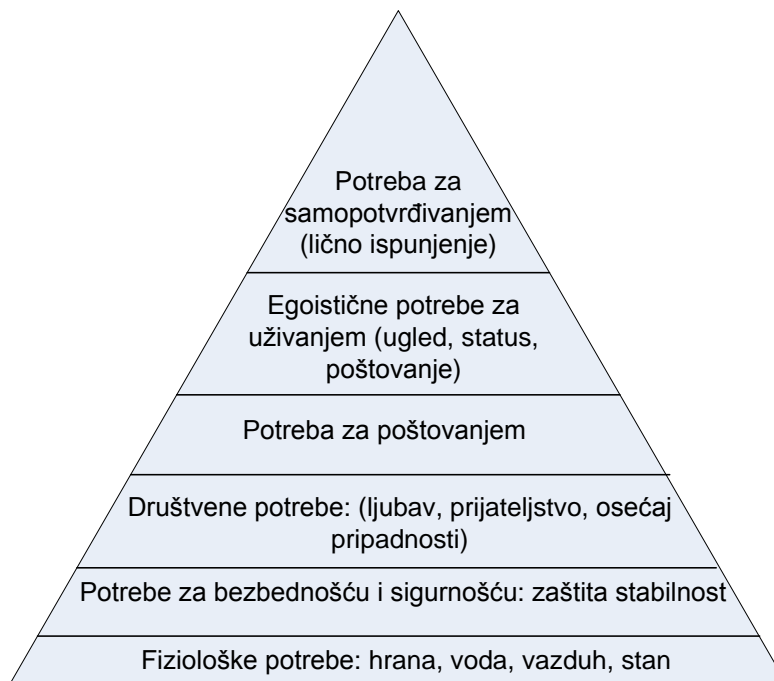 Potreba za
samopotvrđivanjem
(lično ispunjenje)
Egoistične potrebe za
uživanjem (ugled, status,
poštovanje)
Potreba za poštovanjem
Društvene potrebe: (ljubav, prijateljstvo, osećaj
pripadnosti)
Potrebe za bezbednošću i sigurnošću: zaštita stabilnost
Fiziološke potrebe: hrana, voda, vazduh, stan